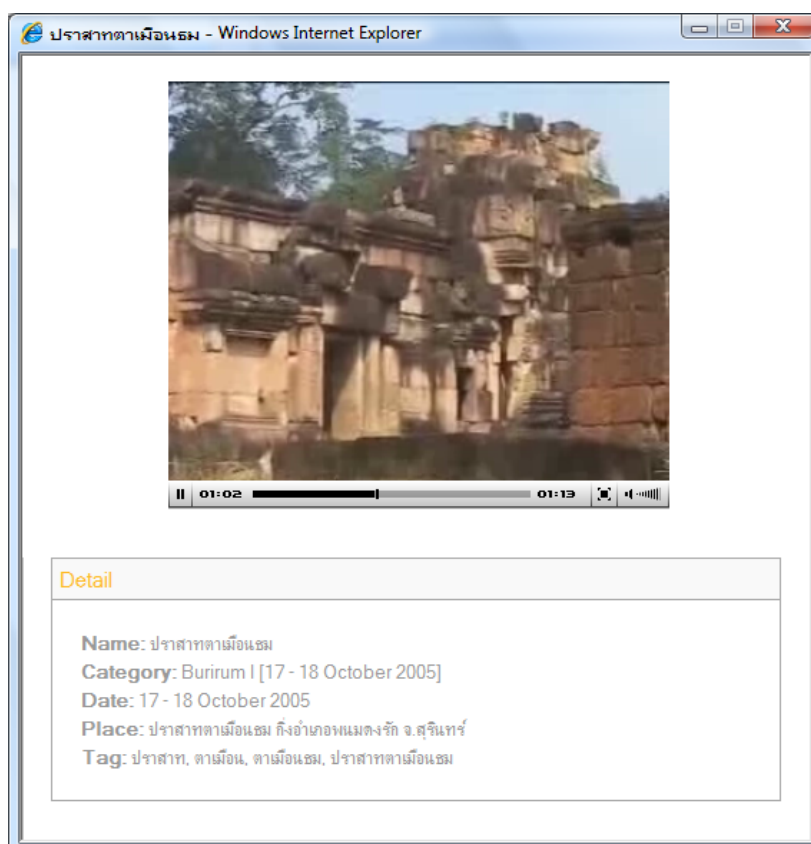 ปราสาทตาเมือนธม - Windows Internet Explorer
01:02 01:13
Detail
Name: ปราสาทตาเมือนธม
Category: Burirum I [17 - 18 October 2005]
Date: 17 - 18 October 2005
Place: ปราสาทตาเมือนธม กิ่งอำเภอพนมดงรัก จ.สุรินทร์
Tag: ปราสาท, ตาเมือน, ตาเมือนธม, ปราสาทตาเมือนธม